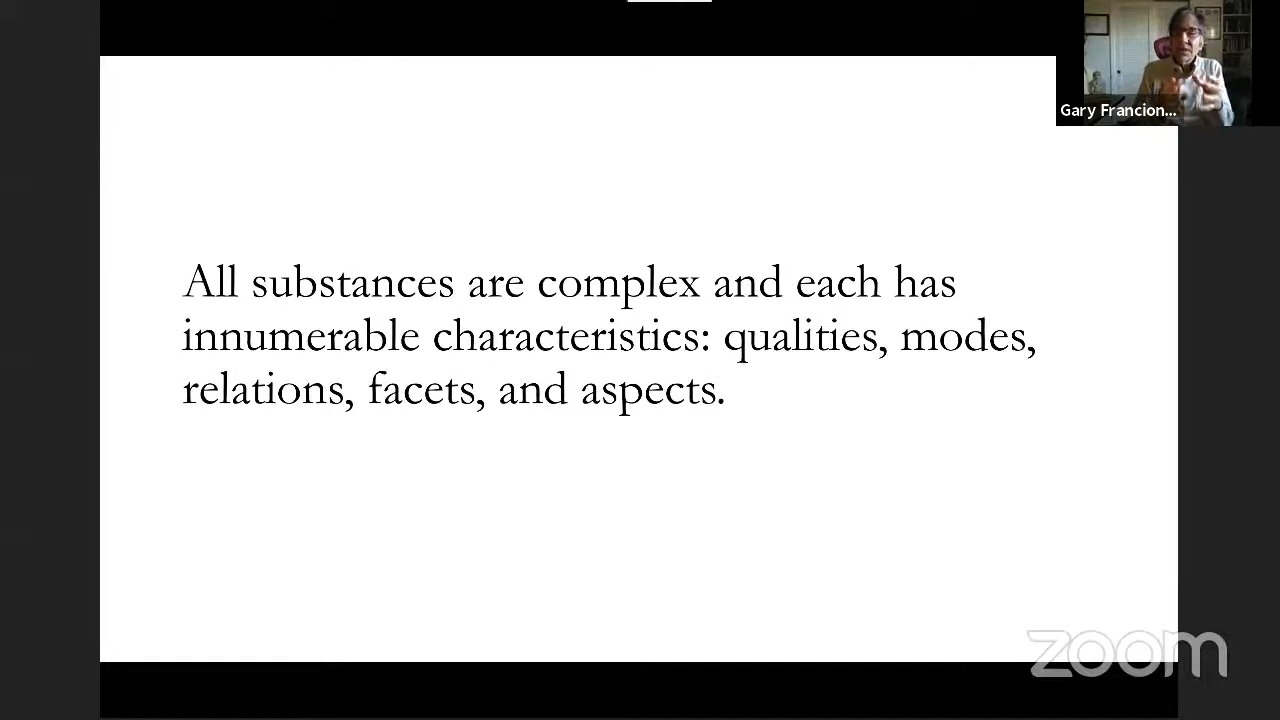 Gary Francion...
All substances are complex and each has
innumerable characteristics: qualities, modes,
relations, facets, and aspects.
zoom